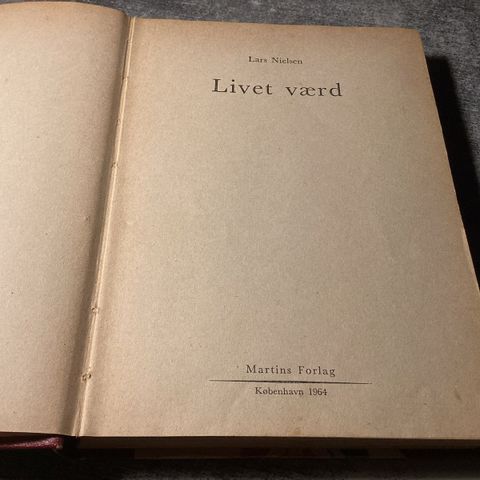 Lars Nielsen
Livet værd
Martins Forlag
København 1964